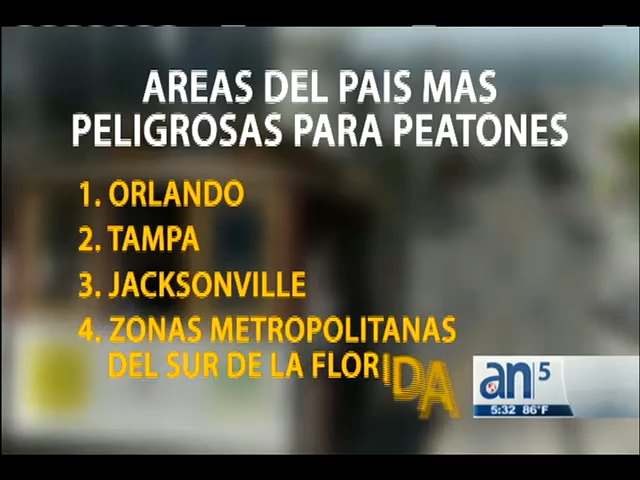 AREAS DEL PAIS MAS
PELIGROSAS PARA PEATONES
1. ORLANDO
2. TAMPA
3. JACKSONVILLE
4. ZONAS METROPOLITANAS
DEL SUR DE LA FLORIDA
an 5
5:32 86°F